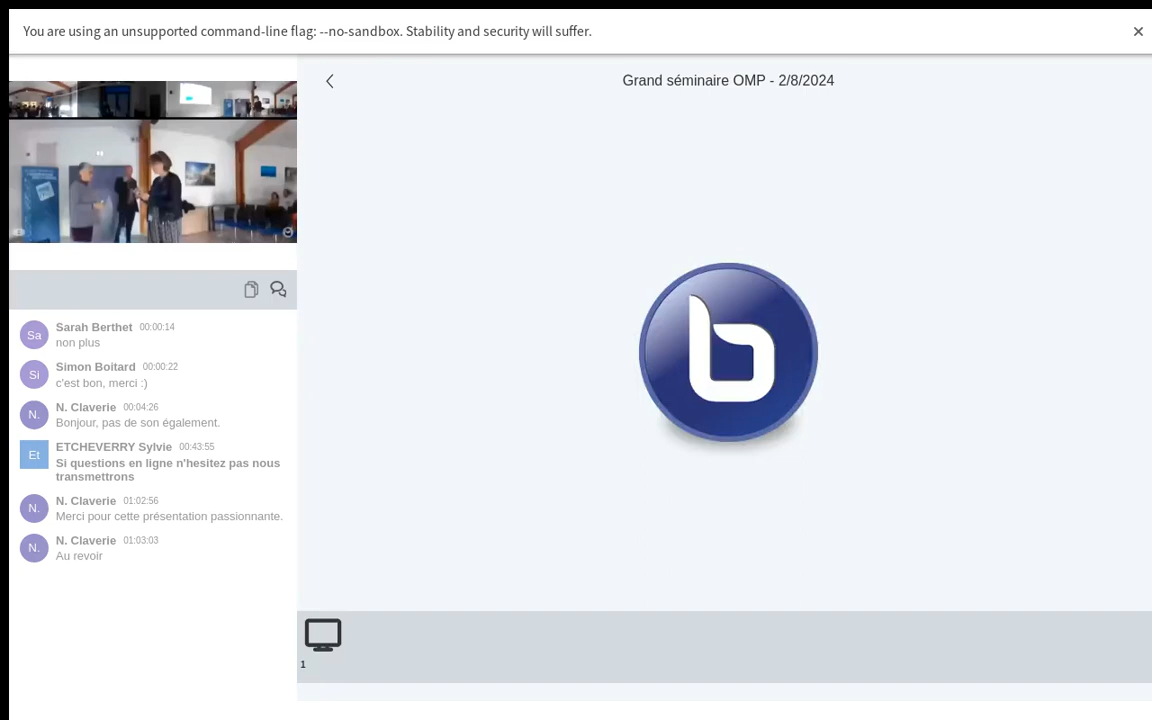 You are using an unsupported command-line flag: --no-sandbox. Stability and security will suffer.
Grand séminaire OMP - 2/8/2024
Sa
Sarah Berthet 00:00:14
non plus
Si
Simon Boitard 00:00:22
c'est bon, merci :)
N.
N. Claverie 00:04:26
Bonjour, pas de son également.
Et
ETCHEVERRY Sylvie 00:43:55
Si questions en ligne n'hesitez pas nous
transmettrons
N.
N. Claverie 01:02:56
Merci pour cette présentation passionnante.
N.
N. Claverie 01:03:03
Au revoir
b
1